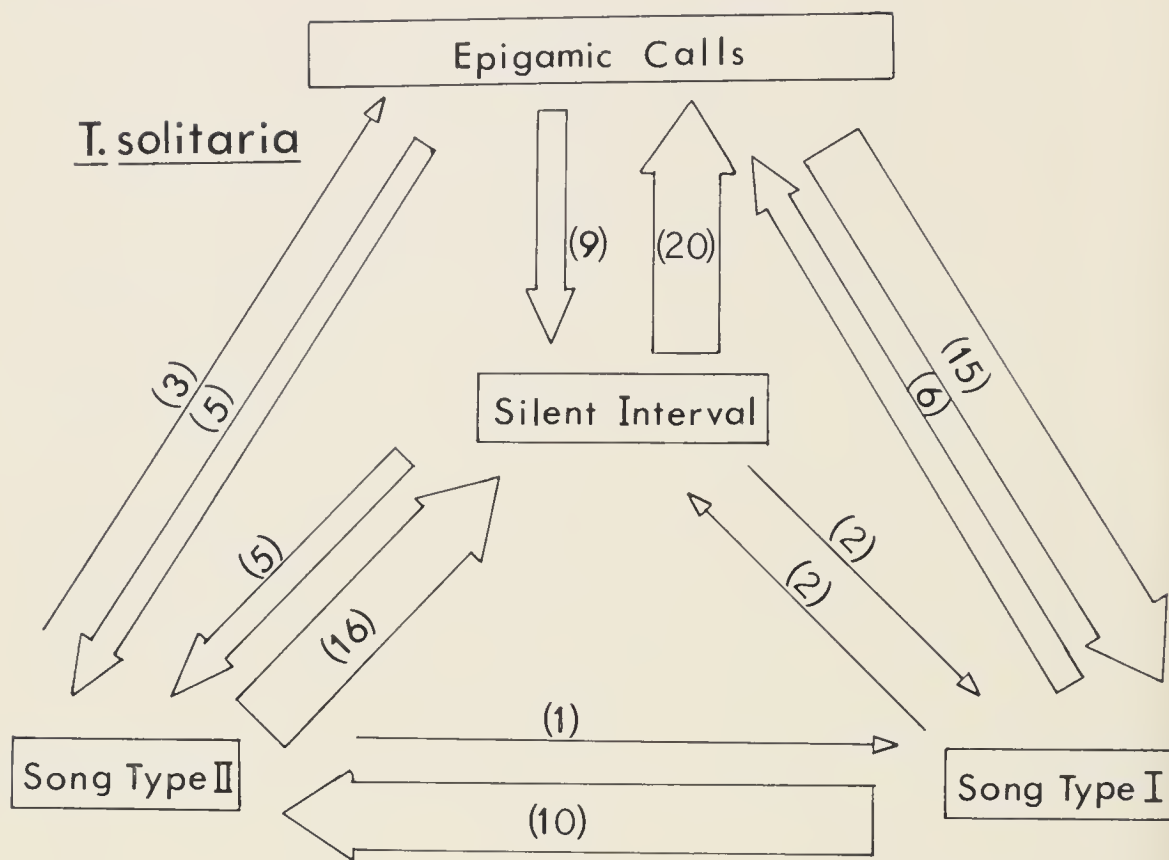 Epigamic Calls
T. solitaria
(9)
(20)
(3)
(5)
(15)
(6)
Silent Interval
(5)
(16)
(2)
(2)
(1)
Song Type II
Song Type I
(10)